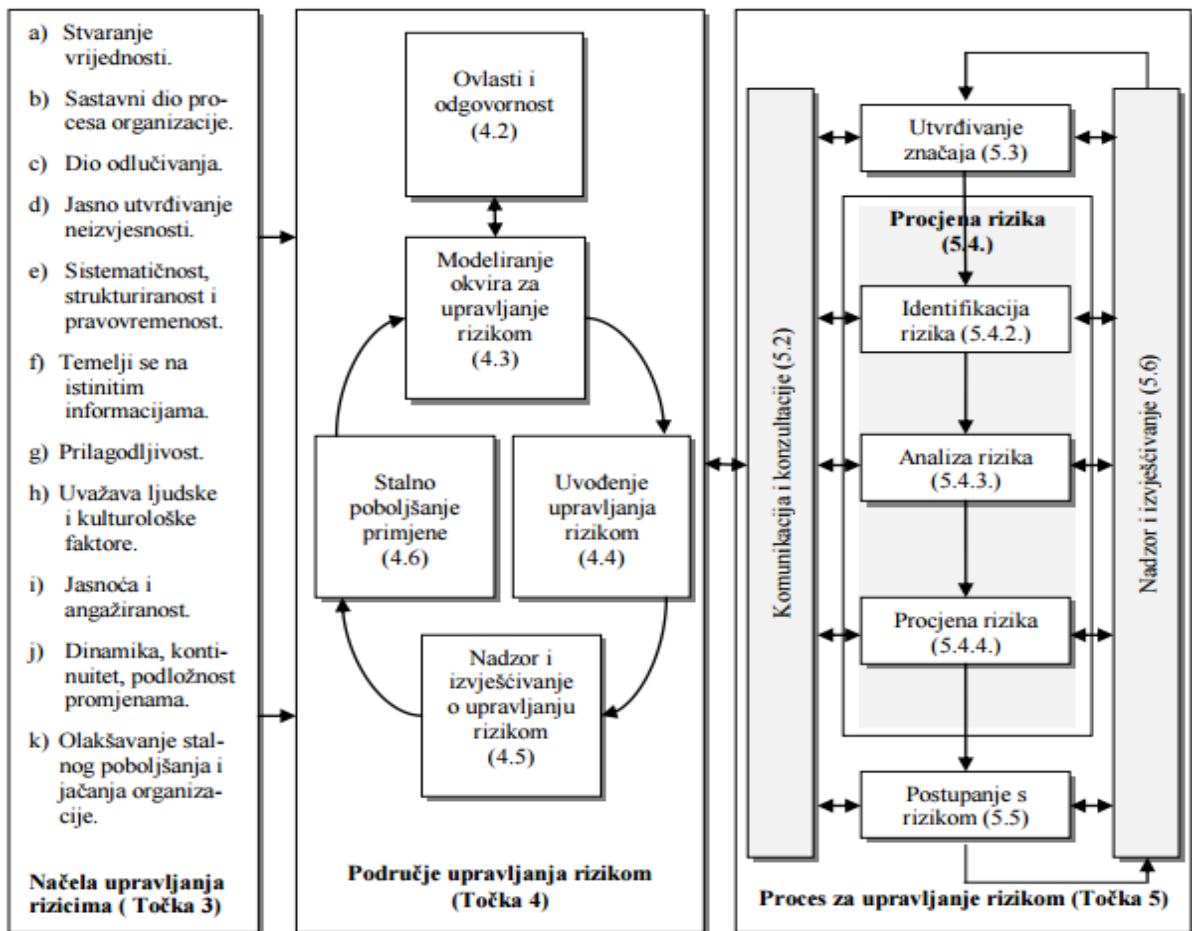 a) Stvaranje
vrijednosti.
b) Sastavni dio pro-
cesa organizacije.
c) Dio odlučivanja.
d) Jasno utvrđivanje
neizvjesnosti.
e) Sistematičnost,
strukturiranost i
pravovremenost.
f) Temelji se na
istinitim
informacijama.
g) Prilagodljivost.
h) Uvažava ljudske
i kulturološke
faktore.
i) Jasnoća i
angažiranost.
j) Dinamika, konti-
nuitet, podložnost
promjenama.
k) Olakšavanje stal-
nog poboljšanja i
jačanja organiza-
cije.
Načela upravljanja
rizicima ( Točka 3)
Ovlasti i
odgovornost
(4.2)
Modeliranje
okvira za
upravljanje
rizikom
(4.3)
Stalno
poboljšanje
primjene
(4.6)
Uvođenje
upravljanja
rizikom
(4.4)
Nadzor i
izvješćivanje
o upravljanju
rizikom
(4.5)
Područje upravljanja rizikom
(Točka 4)
Komunikacija i konzultacije (5.2)
Utvrđivanje
značaja (5.3)
Procjena rizika
(5.4.)
Identifikacija
rizika (5.4.2.)
Analiza rizika
(5.4.3.)
Procjena rizika
(5.4.4.)
Postupanje s
rizikom (5.5)
Nadzor i izvješćivanje (5.6)
Proces za upravljanje rizikom (Točka 5)